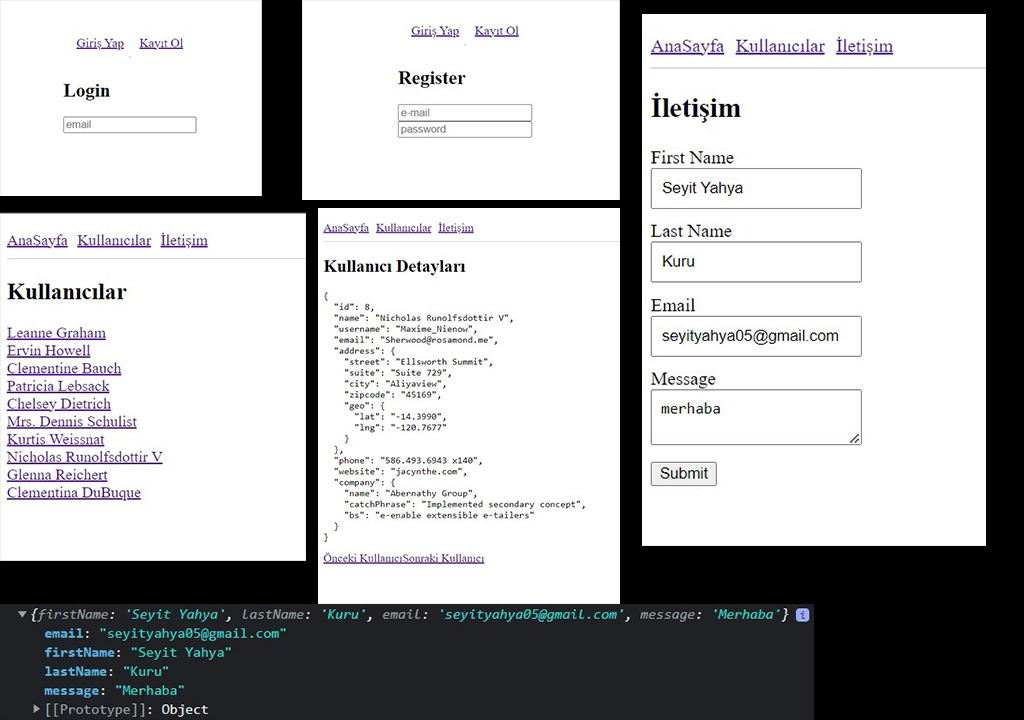 Giriş Yap Kayıt Ol
Login
email
Giriş Yap Kayıt Ol
Register
e-mail
password
AnaSayfa Kullanıcılar İletişim
İletişim
First Name
Seyit Yahya
Last Name
Kuru
Email
seyityahya05@gmail.com
Message
merhaba
Submit
AnaSayfa Kullanıcılar İletişim
Kullanıcılar
Leanne Graham
Ervin Howell
Clementine Bauch
Patricia Lebsack
Chelsey Dietrich
Mrs. Dennis Schulist
Kurtis Weissnat
Nicholas Runolfsdottir V
Glenna Reichert
Clementina DuBuque
AnaSayfa Kullanıcılar İletişim
Kullanıcı Detayları
{
"id": 8,
"name": "Nicholas Runolfsdottir V",
"username": "Maxime_Nienow",
"email": "Sherwood@rosamond.me",
"address": {
"street": "Ellsworth Summit",
"suite": "Suite 729",
"city": "Aliyaview",
"zipcode": "45169",
"geo": {
"lat": "-14.3990",
"lng": "-120.7677"
}
},
"phone": "586.493.6943 x140",
"website": "jacynthe.com",
"company": {
"name": "Abernathy Group",
"catchPhrase": "Implemented secondary concept",
"bs": "e-enable extensible e-tailers"
}
}
Önceki KullanıcıSonraki Kullanıcı
{firstName: 'Seyit Yahya', lastName: 'Kuru', email: 'seyityahya05@gmail.com', message: 'Merhaba'} i
email: "seyityahya05@gmail.com"
firstName: "Seyit Yahya"
lastName: "Kuru"
message: "Merhaba"
[[Prototype]]: Object